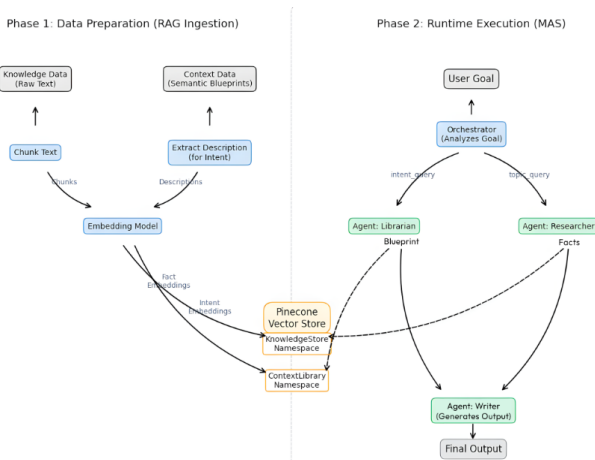 Phase 1: Data Preparation (RAG Ingestion)
Phase 2: Runtime Execution (MAS)
Knowledge Data
(Raw Text)
Context Data
(Semantic Blueprints)
User Goal
Chunk Text
Extract Description
(for Intent)
Orchestrator
(Analyzes Goal)
Chunks
Descriptions
intent_query
topic_query
Embedding Model
Agent: Librarian
Agent: Researcher
Blueprint
Facts
Fact
Embeddings
Intent
Embeddings
Pinecone
Vector Store
KnowledgeStore
Namespace
ContextLibrary
Namespace
Agent: Writer
(Generates Output)
Final Output